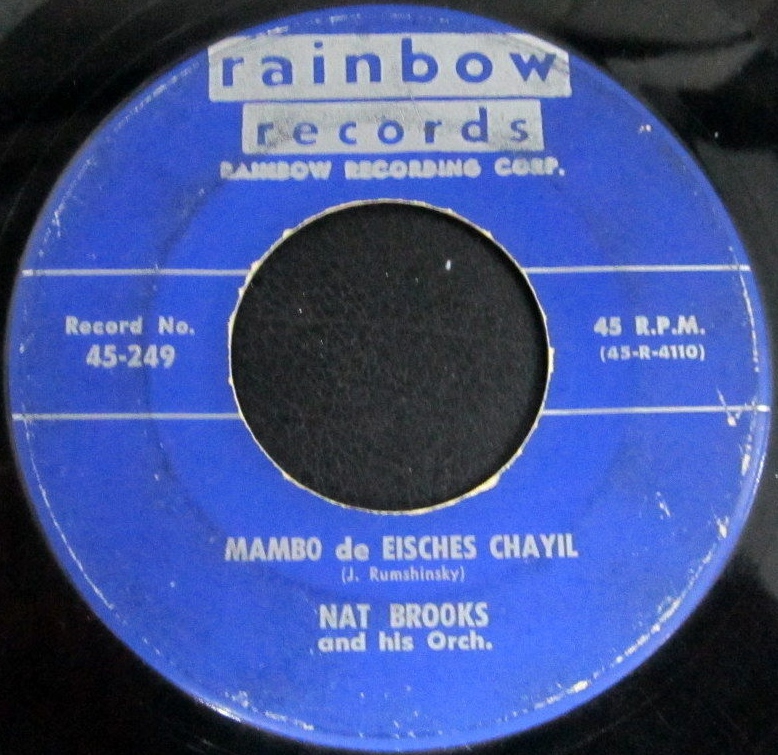 rainbow
records
RAINBOW RECORDING CORP.
Record No.
45-249
45 R.P.M.
(45-R-4110)
MAMBO de EISCHES CHAYIL
(J. Rumshinsky)
NAT BROOKS
and his Orch.